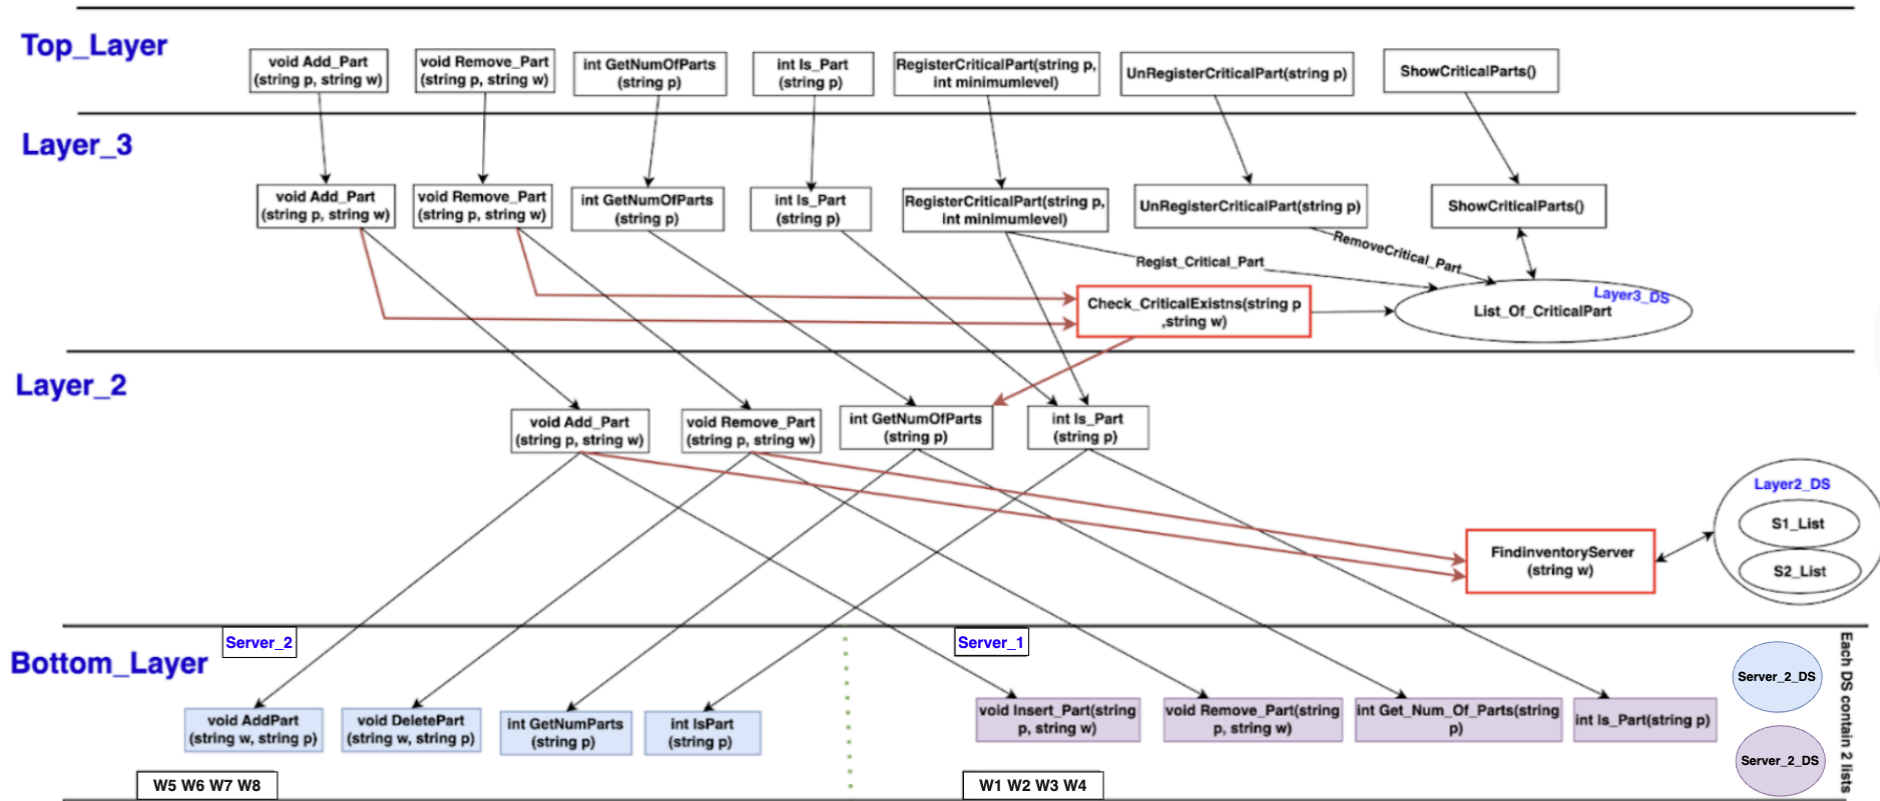 Top_Layer
void Add_Part
(string p, string w)
void Remove_Part
(string p, string w)
int GetNumOfParts
(string p)
int Is_Part
(string p)
RegisterCriticalPart(string p,
int minimumlevel)
UnRegisterCriticalPart(string p)
ShowCriticalParts()
Layer_3
void Add_Part
(string p, string w)
void Remove_Part
(string p, string w)
int GetNumOfParts
(string p)
int Is_Part
(string p)
RegisterCriticalPart(string p,
int minimumlevel)
UnRegisterCriticalPart(string p)
ShowCriticalParts()
Regist_Critical_Part
RemoveCritical_Part
Check_CriticalExistns(string p
,string w)
Layer3_DS
List_Of_CriticalPart
Layer_2
void Add_Part
(string p, string w)
void Remove_Part
(string p, string w)
int GetNumOfParts
(string p)
int Is_Part
(string p)
Layer2_DS
S1_List
S2_List
FindinventoryServer
(string w)
Bottom_Layer
Server_2
Server_1
void AddPart
(string w, string p)
void DeletePart
(string w, string p)
int GetNumParts
(string p)
int IsPart
(string p)
void Insert_Part(string
p, string w)
void Remove_Part(string
p, string w)
int Get_Num_Of_Parts(string
p)
int Is_Part(string p)
Server_2_DS
Server_2_DS
Each DS contain 2 lists
W5 W6 W7 W8
W1 W2 W3 W4